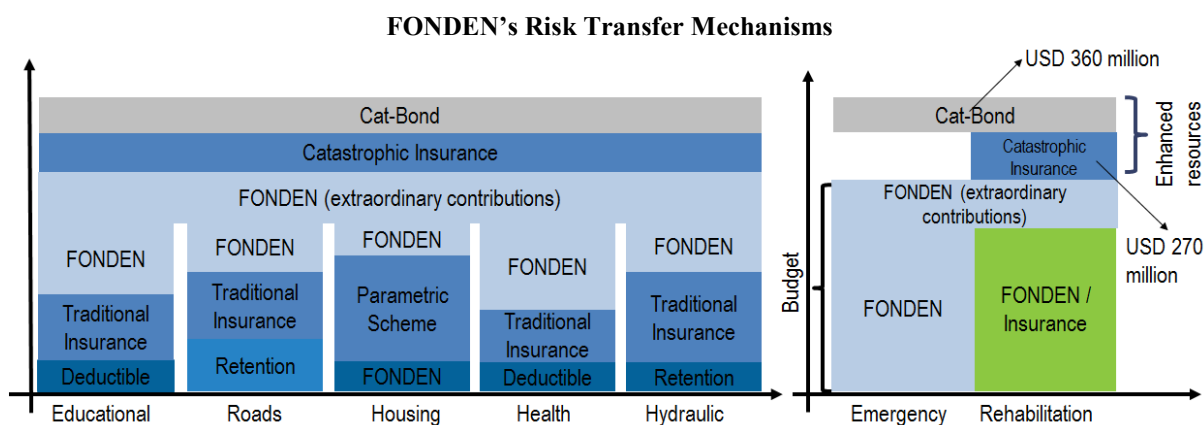 FONDEN's Risk Transfer Mechanisms
Cat-Bond
Catastrophic Insurance
FONDEN (extraordinary contributions)
FONDEN
Traditional
Insurance
Deductible
Educational
FONDEN
Traditional
Insurance
Retention
Roads
FONDEN
Parametric
Scheme
FONDEN
Housing
FONDEN
Traditional
Insurance
Deductible
Health
FONDEN
Traditional
Insurance
Retention
Hydraulic
USD 360 million
Cat-Bond
Catastrophic
Insurance
Enhanced
resources
FONDEN (extraordinary
contributions)
USD 270
million
Budget
FONDEN
FONDEN /
Insurance
Emergency
Rehabilitation